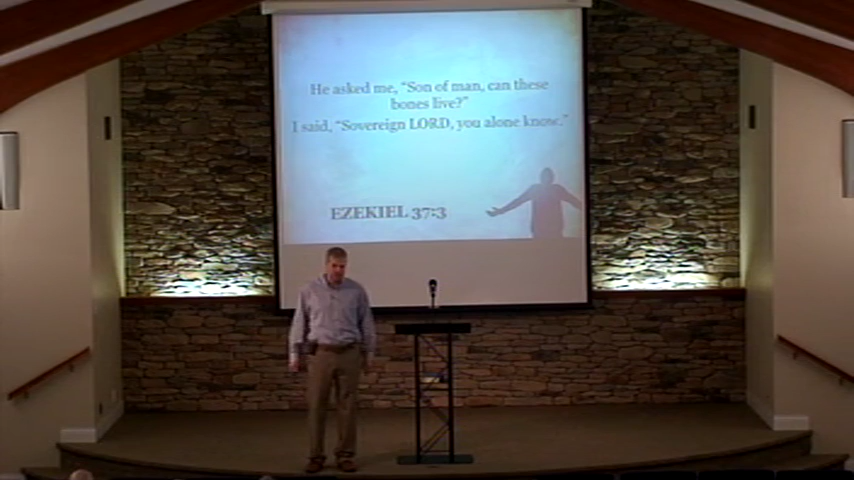 He asked me, "Son of man, can these
bones live?"
I said, "Sovereign LORD, you alone know."
EZEKIEL 37:3